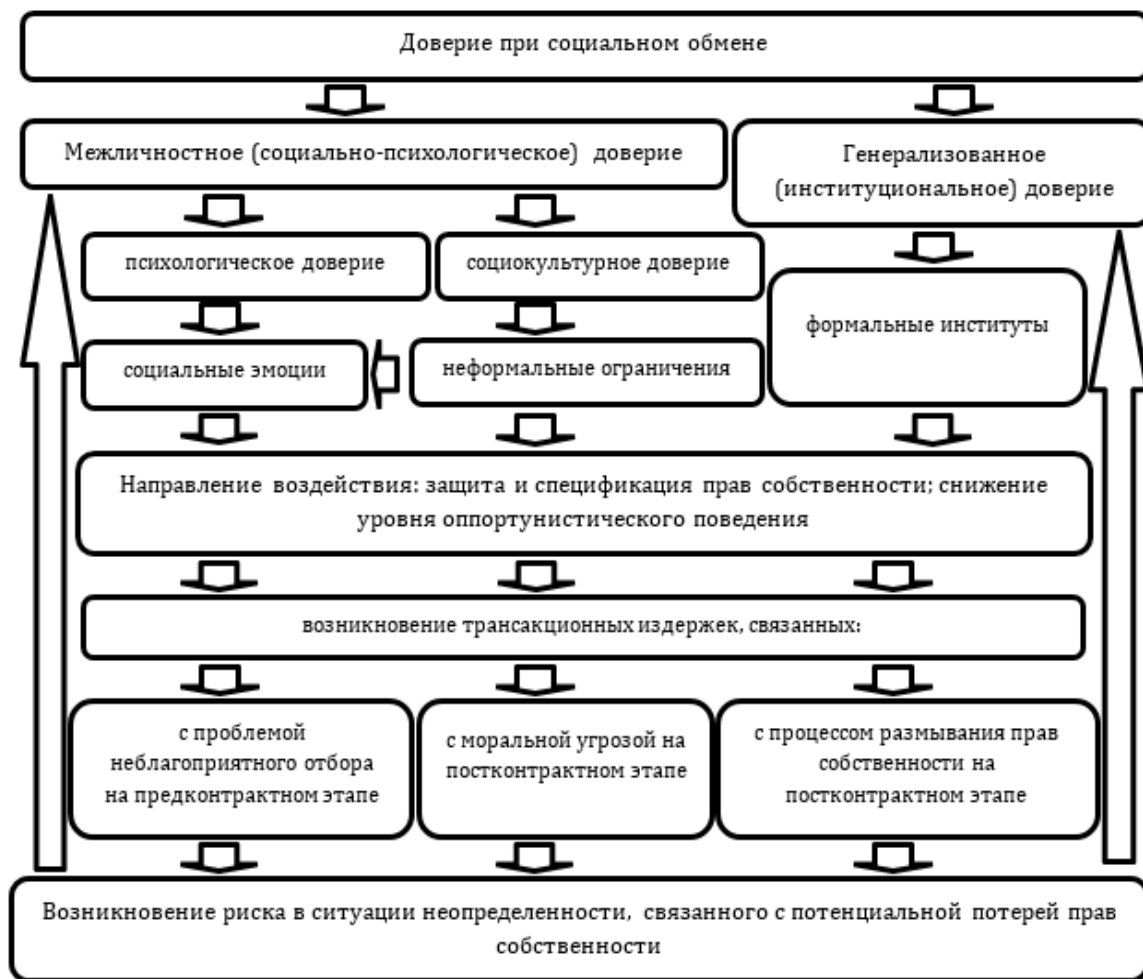 Доверие при социальном обмене
Межличностное (социально-психологическое) доверие
Генерализованное
(институциональное) доверие
психологическое доверие
социокультурное доверие
формальные институты
социальные эмоции
неформальные ограничения
Направление воздействия: защита и спецификация прав собственности; снижение
уровня оппортунистического поведения
возникновение трансакционных издержек, связанных:
с проблемой
неблагоприятного отбора
на предконтрактном этапе
с моральной угрозой на
постконтрактном этапе
с процессом размывания прав
собственности на
постконтрактном этапе
Возникновение риска в ситуации неопределенности, связанного с потенциальной потерей прав
собственности